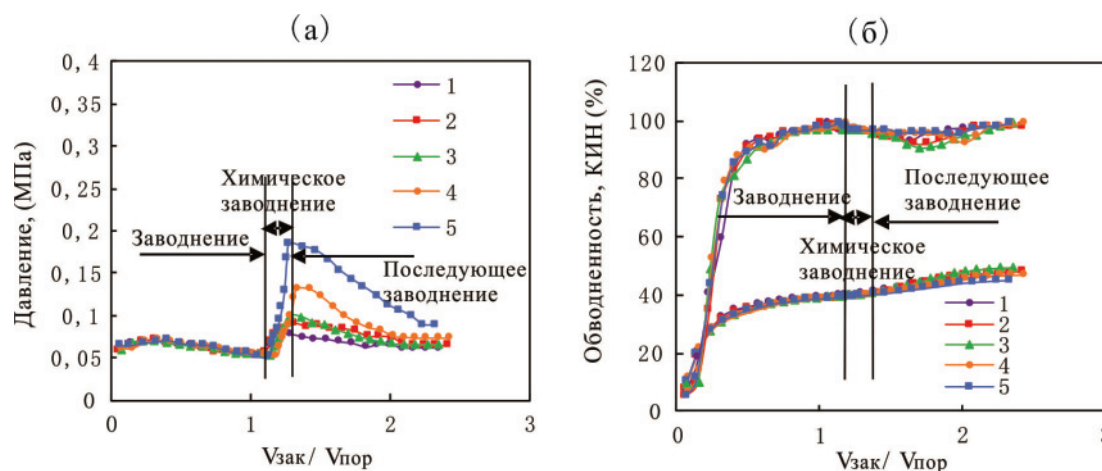 (а)
Давление, (МПа)
0, 4
0, 35
0, 3
0, 25
0, 2
0, 15
0, 1
0, 05
0
0
1
2
3
Vзак/ Vпор
1
2
3
4
5
Химическое
заводнение
Заводнение
Последующее
заводнение
(б)
Обводненность, КИН (%)
120
100
80
60
40
20
0
0
1
2
3
Vзак/ Vпор
Заводнение
Последующее
заводнение
Химическое
заводнение
1
2
3
4
5